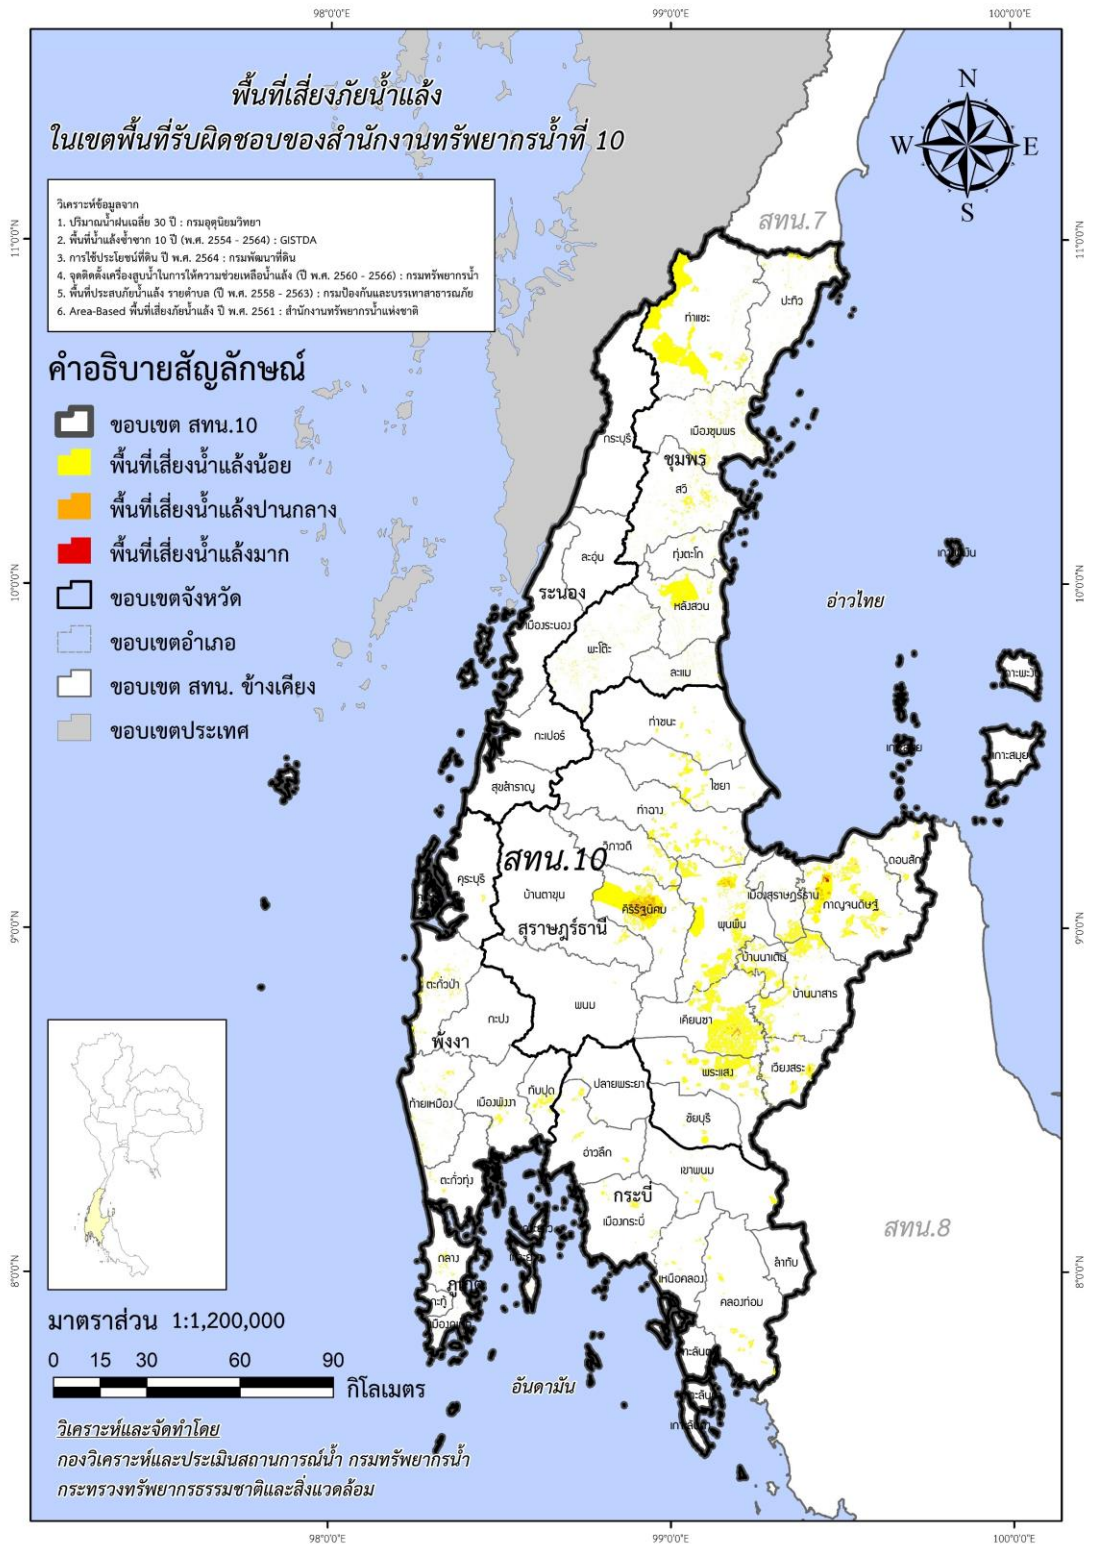 98°0'0"E
99°0'0"E
100°0'0"E
พื้นที่เสี่ยงภัยน้ำแล้ง
ในเขตพื้นที่รับผิดชอบของสำนักงานทรัพยากรน้ำที่ 10
N
W
E
S
วิเคราะห์ข้อมูลจาก
1. ปริมาณน้ำฝนเฉลี่ย 30 ปี : กรมอุตุนิยมวิทยา
2. พื้นที่น้ำแล้งซ้ำซาก 10 ปี (พ.ศ. 2554 - 2564) : GISTDA
3. การใช้ประโยชน์ที่ดิน ปี พ.ศ. 2564 : กรมพัฒนาที่ดิน
4. จุดติดตั้งเครื่องสูบน้ำในการให้ความช่วยเหลือน้ำแล้ง (ปี พ.ศ. 2560 - 2566) : กรมทรัพยากรน้ำ
5. พื้นที่ประสบภัยน้ำแล้ง รายตำบล (ปี พ.ศ. 2558 - 2563) : กรมป้องกันและบรรเทาสาธารณภัย
6. Area-Based พื้นที่เสี่ยงภัยน้ำแล้ง ปี พ.ศ. 2561 : สำนักงานทรัพยากรน้ำแห่งชาติ
สทน.7
11°0'0"N
11°0'0"N
คำอธิบายสัญลักษณ์
ขอบเขต สทน.10
พื้นที่เสี่ยงน้ำแล้งน้อย
พื้นที่เสี่ยงน้ำแล้งปานกลาง
พื้นที่เสี่ยงน้ำแล้งมาก
ขอบเขตจังหวัด
ขอบเขตอำเภอ
ขอบเขต สทน. ข้างเคียง
ขอบเขตประเทศ
ปะทิว
ท่าแซะ
กระบุรี
เมืองชุมพร
ชุมพร
สวี
ละอุ่น
ทุ่งตะโก
10°0'0"N
10°0'0"N
ระนอง
หลังสวน
อ่าวไทย
เมืองระนอง
พะโต๊ะ
ละแม
กะเปอร์
ท่าชนะ
เกาะสมุย
สุขสำราญ
ไชยา
ท่าฉาง
วิภาวดี
สทน.10
ดอนสัก
คุระบุรี
บ้านตาขุน
คีรีรัฐนิคม
เมืองสุราษฎร์ธานี
กาญจนดิษฐ์
สุราษฎร์ธานี
พุนพิน
9°0'0"N
9°0'0"N
บ้านนาเดิม
ตะกั่วป่า
บ้านนาสาร
กะปง
พนม
เคียนซา
พังงา
พระแสง
เวียงสระ
ท้ายเหมือง
เมืองพังงา
ทับปุด
ปลายพระยา
ชัยบุรี
อ่าวลึก
เขาพนม
ตะกั่วทุ่ง
กระบี่
เมืองกระบี่
สทน.8
ถลาง
ลำทับ
8°0'0"N
8°0'0"N
เหนือคลอง
ภูเก็ต
กะทู้
คลองท่อม
มาตราส่วน 1:1,200,000
0 15 30 60 90
กิโลเมตร
อันดามัน
วิเคราะห์และจัดทำโดย
กองวิเคราะห์และประเมินสถานการณ์น้ำ กรมทรัพยากรน้ำ
กระทรวงทรัพยากรธรรมชาติและสิ่งแวดล้อม
98°0'0"E
99°0'0"E
100°0'0"E